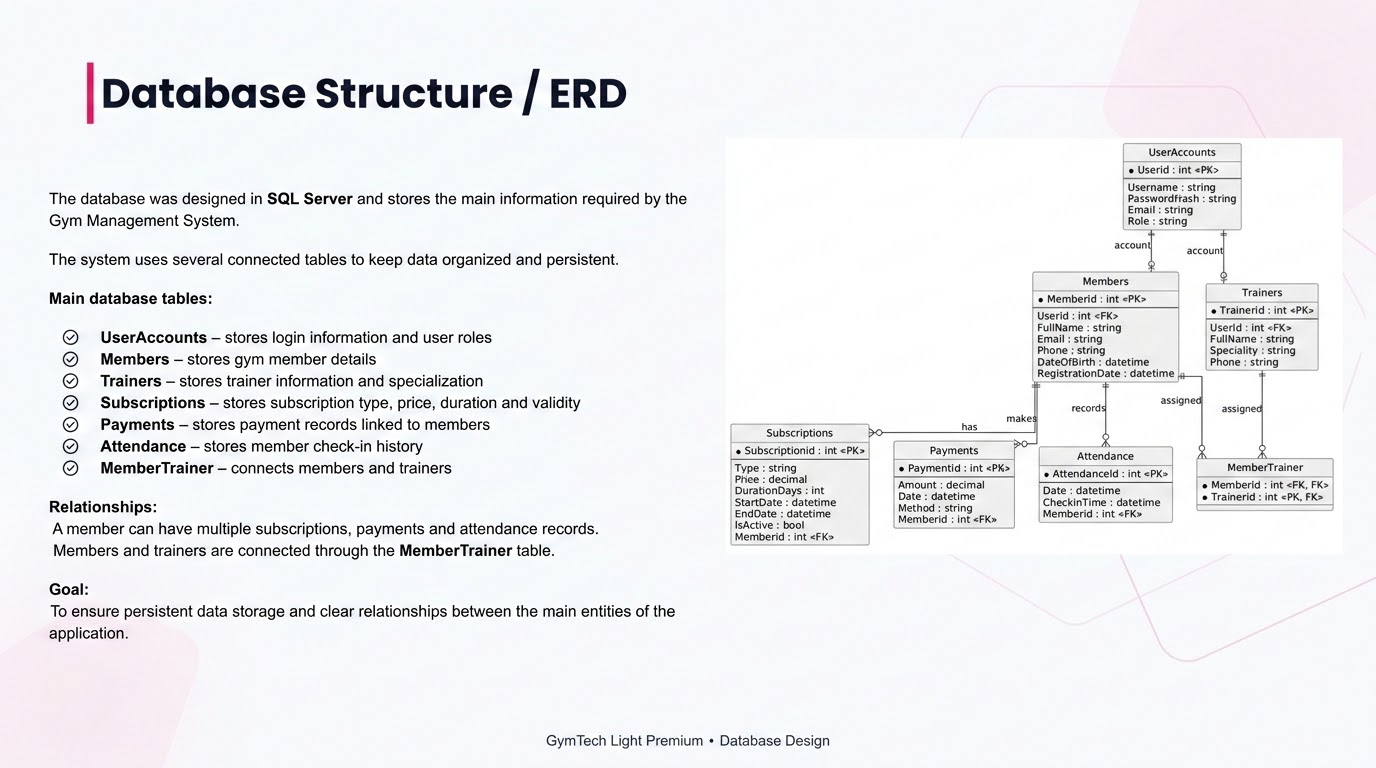 Database Structure / ERD
The database was designed in SQL Server and stores the main information required by the
Gym Management System.
The system uses several connected tables to keep data organized and persistent.
Main database tables:
UserAccounts – stores login information and user roles
Members – stores gym member details
Trainers – stores trainer information and specialization
Subscriptions – stores subscription type, price, duration and validity
Payments – stores payment records linked to members
Attendance – stores member check-in history
MemberTrainer – connects members and trainers
Relationships:
A member can have multiple subscriptions, payments and attendance records.
Members and trainers are connected through the MemberTrainer table.
Goal:
To ensure persistent data storage and clear relationships between the main entities of the
application.
UserAccounts
• Userid : int <PK>
Username : string
PasswordHash : string
Email : string
Role : string
account
account
Members
• Memberid : int <PK>
UserId : int <FK>
FullName : string
Email : string
Phone : string
DateOfBirth : datetime
RegistrationDate : datetime
Trainers
• Trainerid : int <PK>
UserId : int <FK>
FullName : string
Speciality : string
Phone : string
has
makes
records
assigned
assigned
Subscriptions
• Subscriptionid : int <PK>
Type : string
: decimal
DurationDays : int
StartDate : datetime
EndDate : datetime
IsActive : bool
Memberid : int <FK>
Payments
• Paymentid : int <PK>
Amount : decimal
Date : datetime
Method : string
Memberid : int <FK>
Attendance
• AttendanceId : int <PK>
Date : datetime
CheckinTime : datetime
Memberid : int <FK>
MemberTrainer
• Memberid : int <FK, FK>
• Trainerid : int <PK, FK>
GymTech Light Premium • Database Design